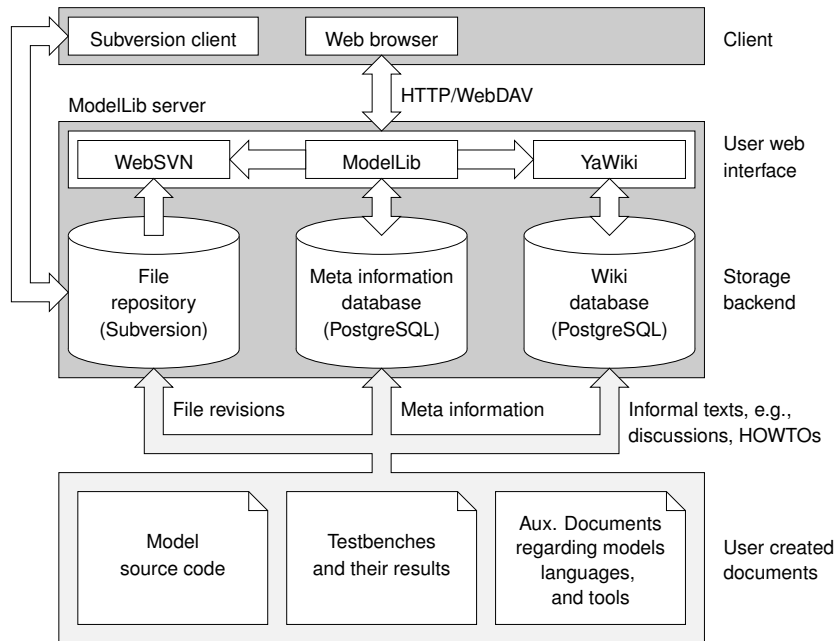 Subversion client
Web browser
Client
HTTP/WebDAV
ModelLib server
WebSVN
ModelLib
YaWiki
User web
interface
File
repository
(Subversion)
Meta information
database
(PostgreSQL)
Wiki
database
(PostgreSQL)
Storage
backend
File revisions
Meta information
Informal texts, e.g.,
discussions, HOWTOs
Model
source code
Testbenches
and their results
Aux. Documents
regarding models
languages,
and tools
User created
documents